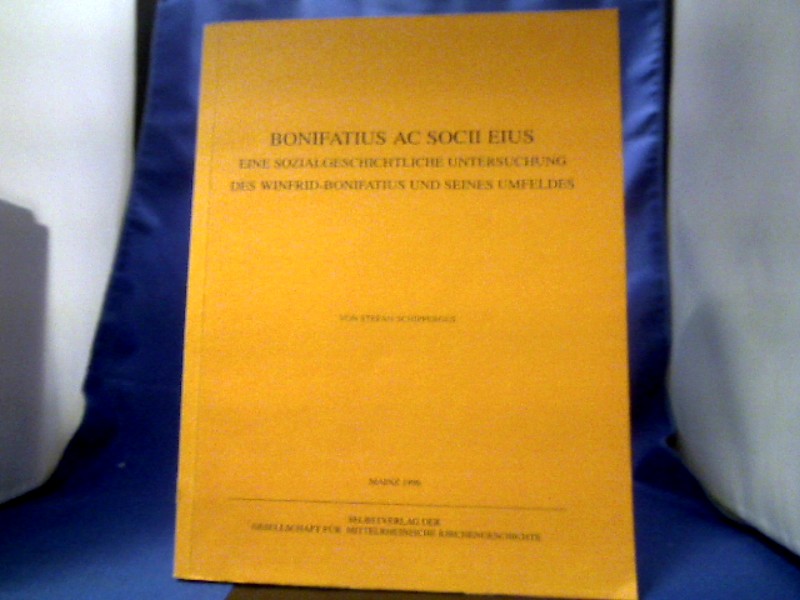 BONIFATIUS AC SOCII EIUS
EINE SOZIALGESCHICHTLICHE UNTERSUCHUNG
DES WINFRID-BONIFATIUS UND SEINES UMFELDES
VON STEFAN SCHIPPERGES
MAINZ 1996
SELBSTVERLAG DER
GESELLSCHAFT FÜR MITTELRHEINISCHE KIRCHENGESCHICHTE